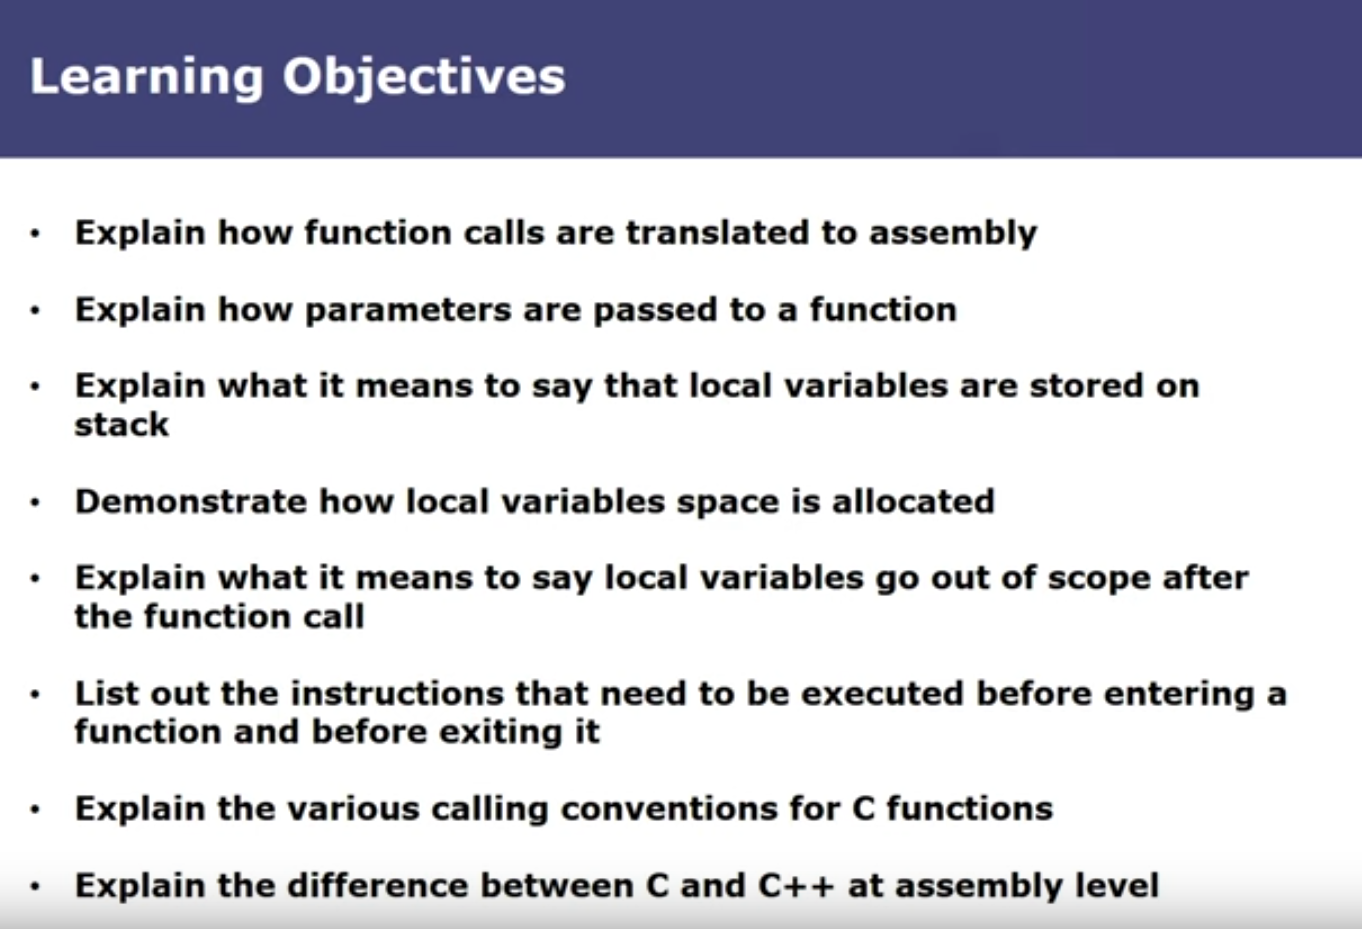 Learning Objectives
• Explain how function calls are translated to assembly
• Explain how parameters are passed to a function
• Explain what it means to say that local variables are stored on
stack
• Demonstrate how local variables space is allocated
• Explain what it means to say local variables go out of scope after
the function call
• List out the instructions that need to be executed before entering a
function and before exiting it
• Explain the various calling conventions for C functions
• Explain the difference between C and C++ at assembly level